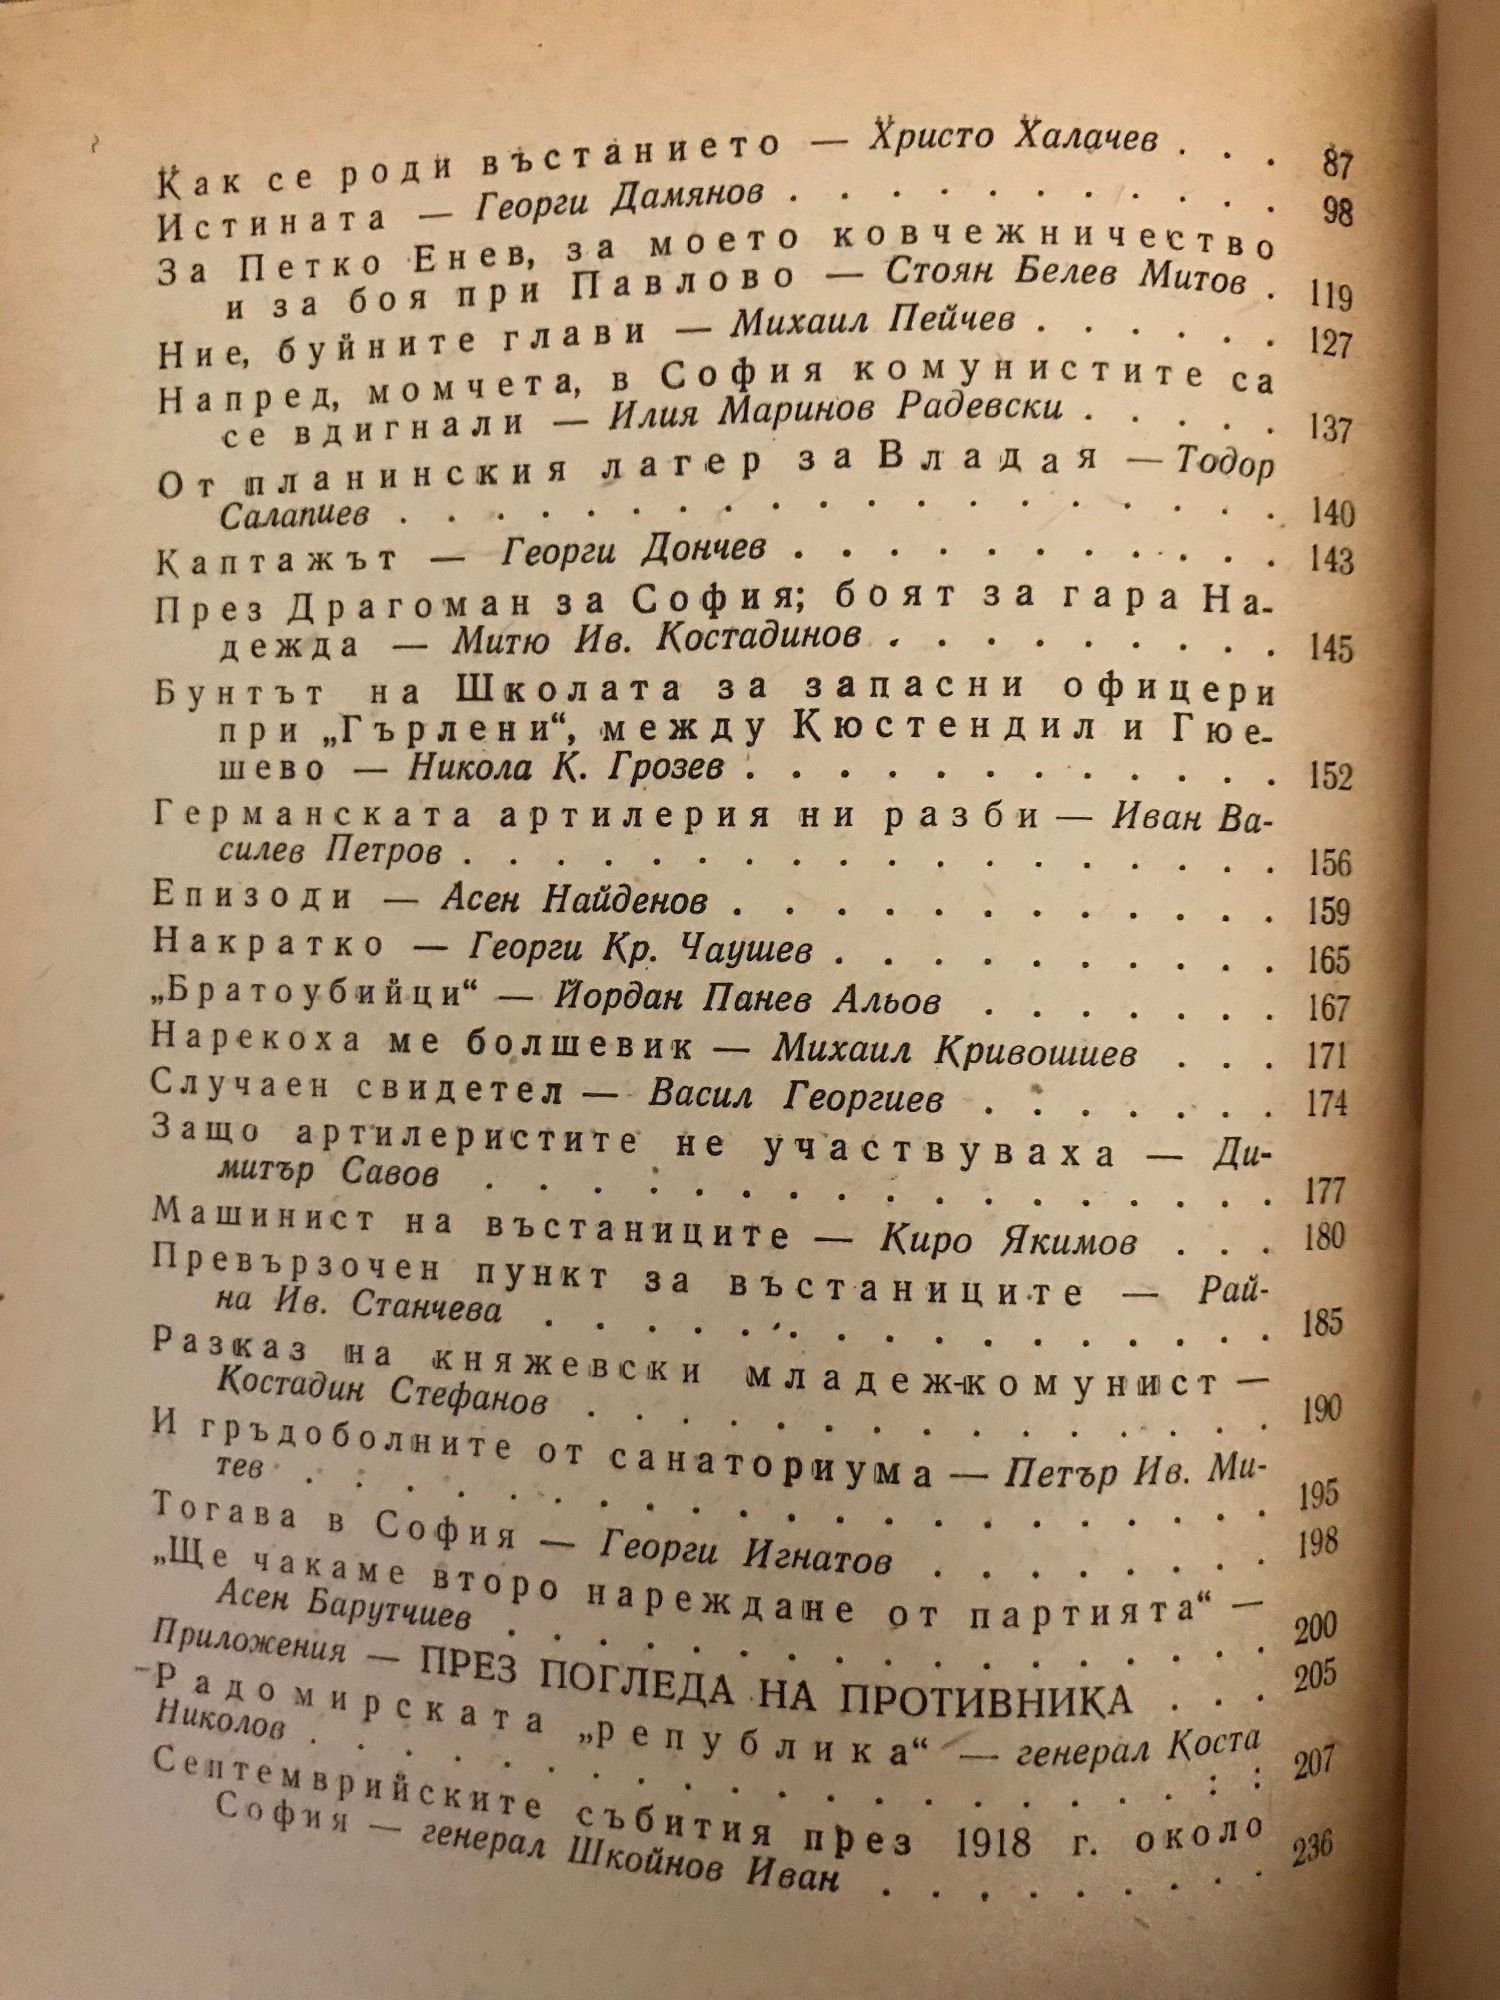 Как се роди въстанието — Христо Халачев . . . 87
Истината — Георги Дамянов . . . . . . . . . . . 98
За Петко Енев, за моето ковчежничество
и за боя при Павлово — Стоян Белев Митов . 119
Ние, буйните глави — Михаил Пейчев . . . . . . 127
Напред, момчета, в София комунистите са
се вдигнали — Илия Маринов Радевски . . . . . 137
От планинския лагер за Владая — Тодор
Салапиев . . . . . . . . . . . . . . . . . . . 140
Каптажът — Георги Дончев . . . . . . . . . . . 143
През Драгоман за София; боят за гара На-
дежда — Митю Ив. Костадинов . . . . . . . . . 145
Бунтът на Школата за запасни офицери
при „Гърлени“, между Кюстендил и Гюе-
шево — Никола К. Грозев . . . . . . . . . . . . 152
Германската артилерия ни разби — Иван Ва-
силев Петров . . . . . . . . . . . . . . . . . . 156
Епизоди — Асен Найденов . . . . . . . . . . . . 159
Накратко — Георги Кр. Чаушев . . . . . . . . . . 165
„Братоубийци“ — Йордан Панев Альов . . . . . . . 167
Нарекоха ме болшевик — Михаил Кривошиев . . . 171
Случаен свидетел — Васил Георгиев . . . . . . . 174
Защо артилеристите не участвуваха — Ди-
митър Савов . . . . . . . . . . . . . . . . . . 177
Машинист на въстаниците — Киро Якимов . . . 180
Превързочен пункт за въстаниците — Рай-
на Ив. Станчева . . . . . . . . . . . . . . . . 185
Разказ на княжевски младеж-комунист —
Костадин Стефанов . . . . . . . . . . . . . . . 190
И гръдоболните от санаториума — Петър Ив. Ми-
тев . . . . . . . . . . . . . . . . . . . . . 195
Тогава в София — Георги Игнатов . . . . . . . . 198
„Ще чакаме второ нареждане от партията“ —
Асен Барутчиев . . . . . . . . . . . . . . . . . 200
Приложения — ПРЕЗ ПОГЛЕДА НА ПРОТИВНИКА . . . 205
Радомирската „република“ — генерал Коста
Николов . . . . . . . . . . . . . . . . . . . . 207
Септемврийските събития през 1918 г. около
София — генерал Шкойнов Иван . . . . . . . . . 236